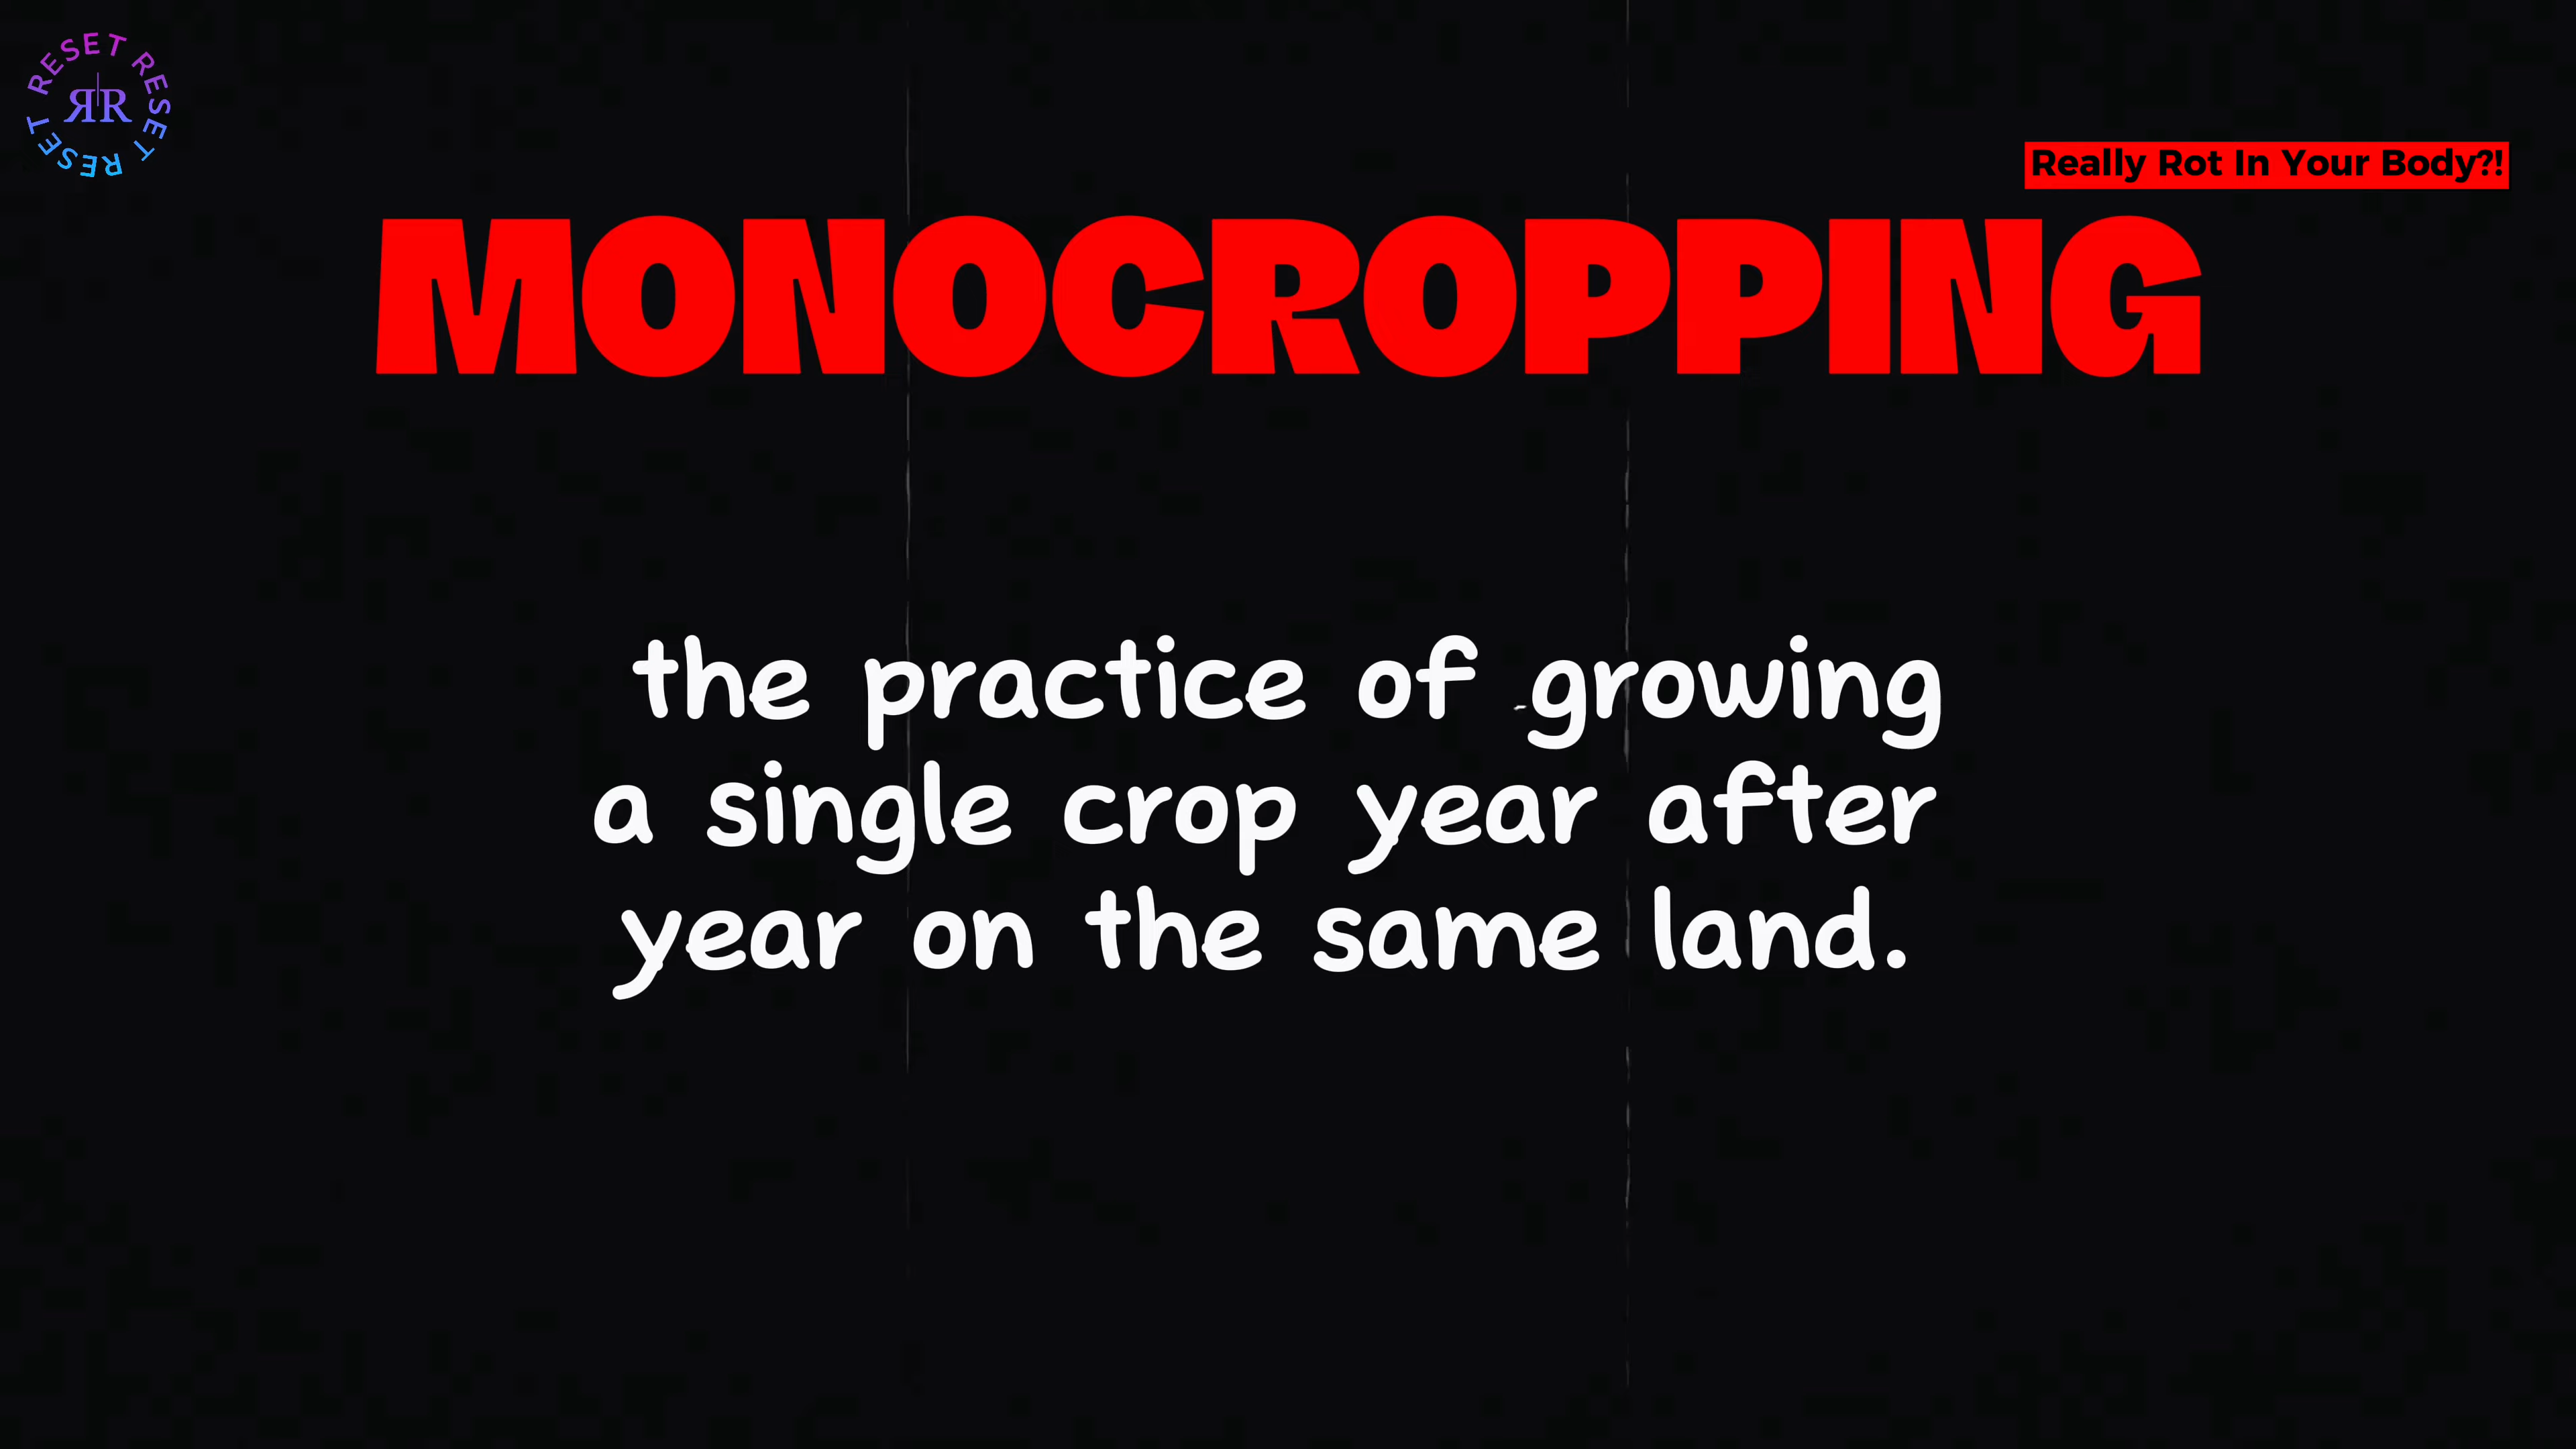 RESET RESET RESET
RR
Really Rot In Your Body?!
MONOCROPPING
the practice of growing
a single crop year after
year on the same land.